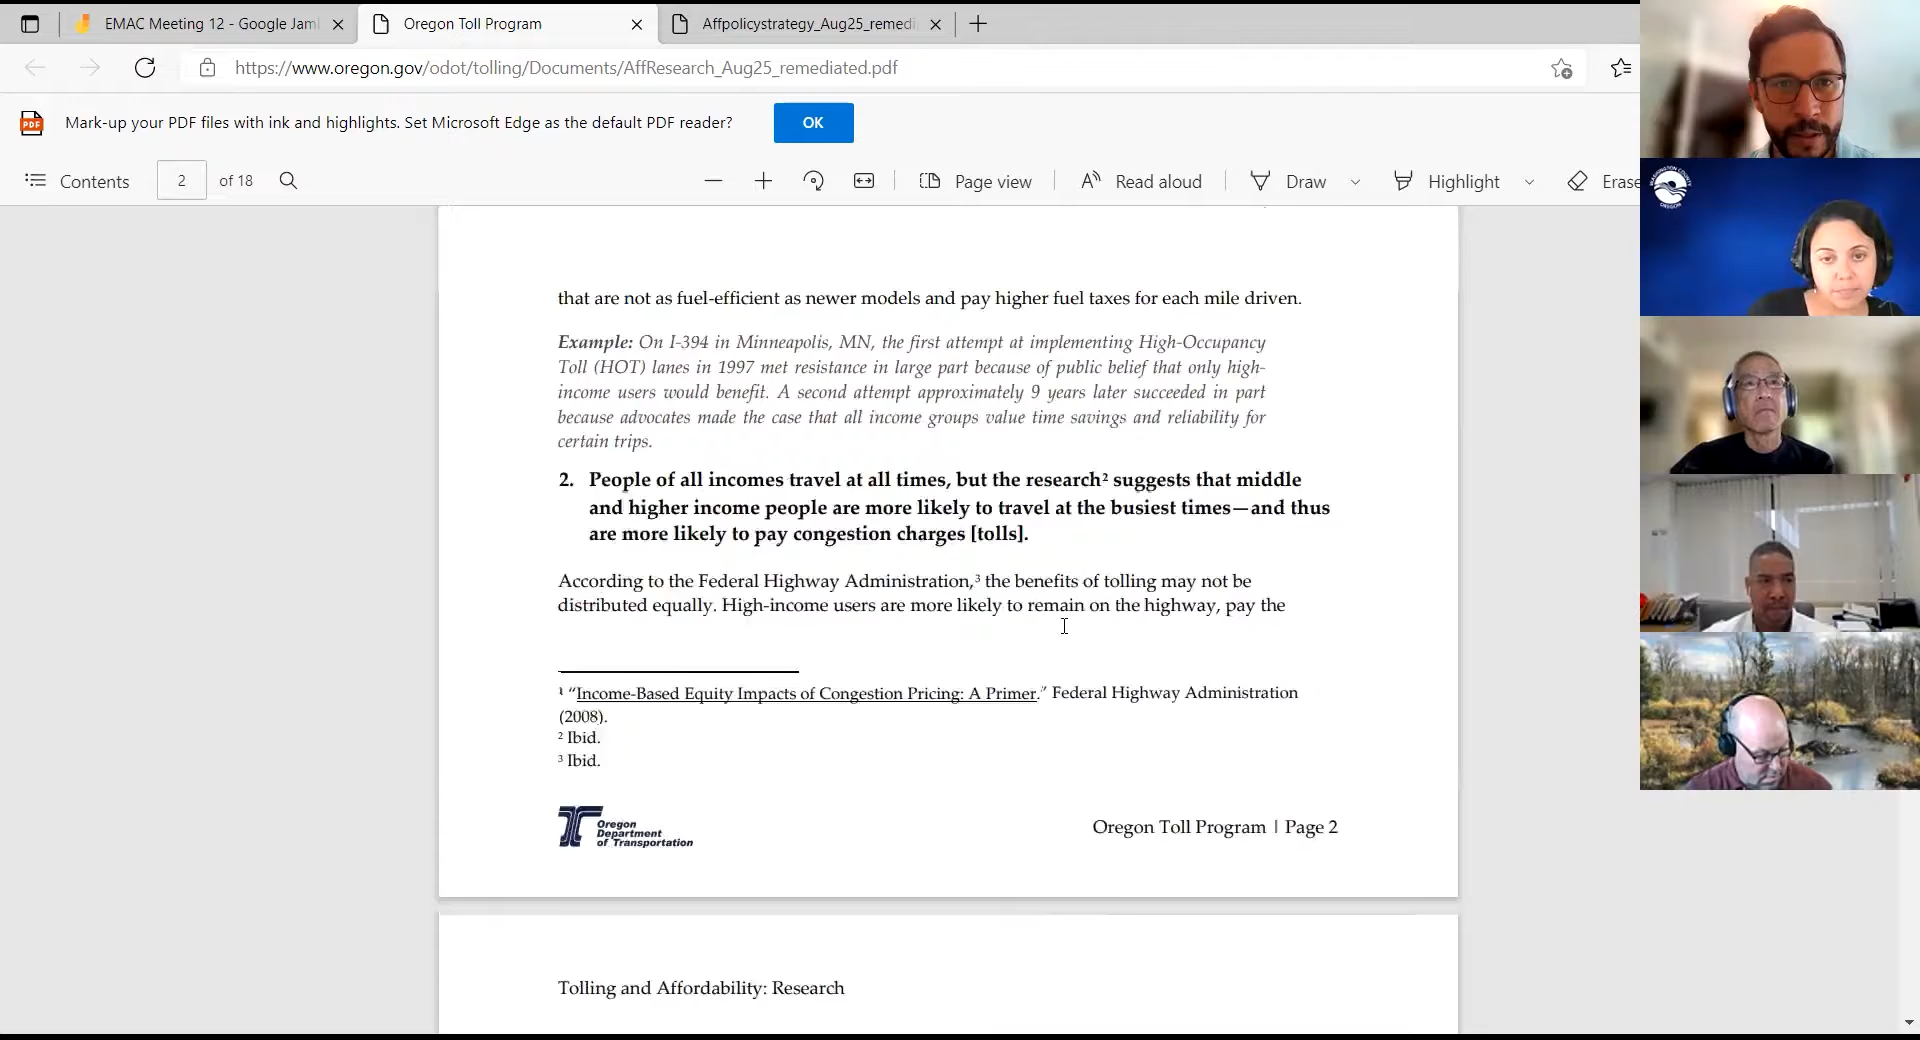 EMAC Meeting 12 - Google Jam
Oregon Toll Program
Affpolicystrategy_Aug25_remedi
https://www.oregon.gov/odot/tolling/Documents/AffResearch_Aug25_remediated.pdf
PDF
Mark-up your PDF files with ink and highlights. Set Microsoft Edge as the default PDF reader?
OK
Contents
2
of 18
Page view
Read aloud
Draw
Highlight
Erase
WASHINGTON COUNTY
OREGON
that are not as fuel-efficient as newer models and pay higher fuel taxes for each mile driven.
Example: On I-394 in Minneapolis, MN, the first attempt at implementing High-Occupancy
Toll (HOT) lanes in 1997 met resistance in large part because of public belief that only high-
income users would benefit. A second attempt approximately 9 years later succeeded in part
because advocates made the case that all income groups value time savings and reliability for
certain trips.
2. People of all incomes travel at all times, but the research² suggests that middle
and higher income people are more likely to travel at the busiest times—and thus
are more likely to pay congestion charges [tolls].
According to the Federal Highway Administration,³ the benefits of tolling may not be
distributed equally. High-income users are more likely to remain on the highway, pay the
¹ “Income-Based Equity Impacts of Congestion Pricing: A Primer.” Federal Highway Administration
(2008).
² Ibid.
³ Ibid.
Oregon
Department
of Transportation
Oregon Toll Program | Page 2
Tolling and Affordability: Research